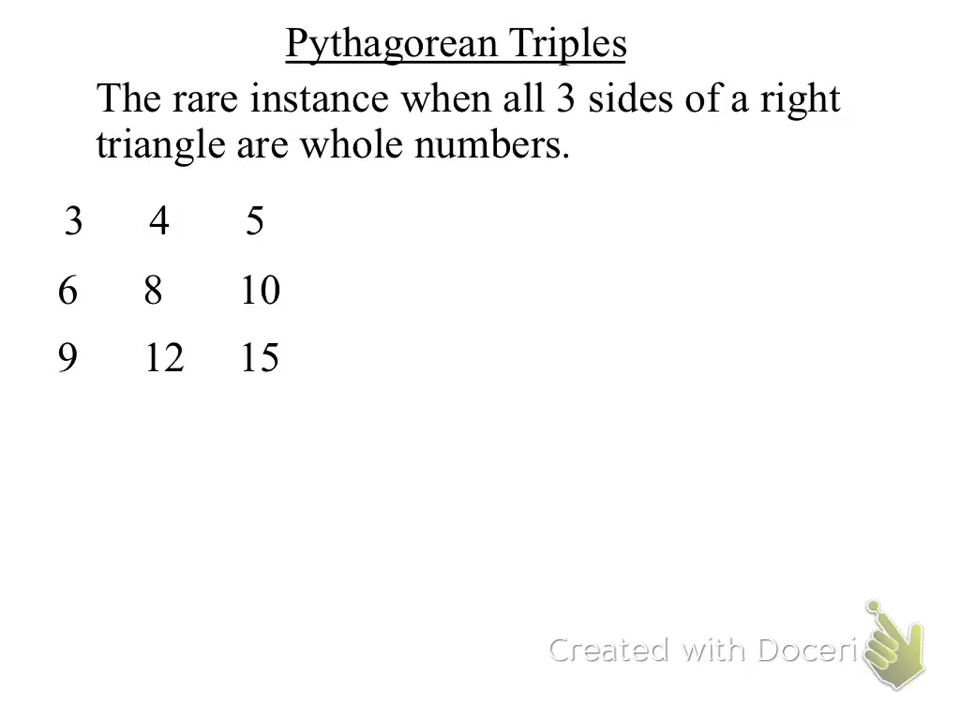 Pythagorean Triples
The rare instance when all 3 sides of a right
triangle are whole numbers.
3 4 5
6 8 10
9 12 15
Created with Doceri